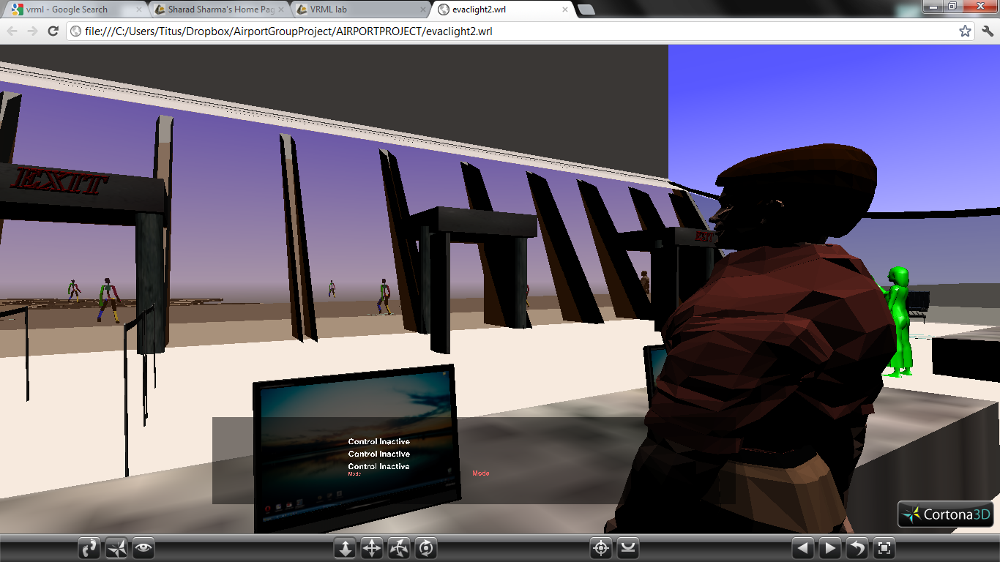 vrml - Google Search
Sharad Sharma's Home Pag
VRML lab
evaclight2.wrl
file:///C:/Users/Titus/Dropbox/AirportGroupProject/AIRPORTPROJECT/evaclight2.wrl
EXIT
EXIT
Control Inactive
Control Inactive
Control Inactive
Mode
Mode
Cortona3D